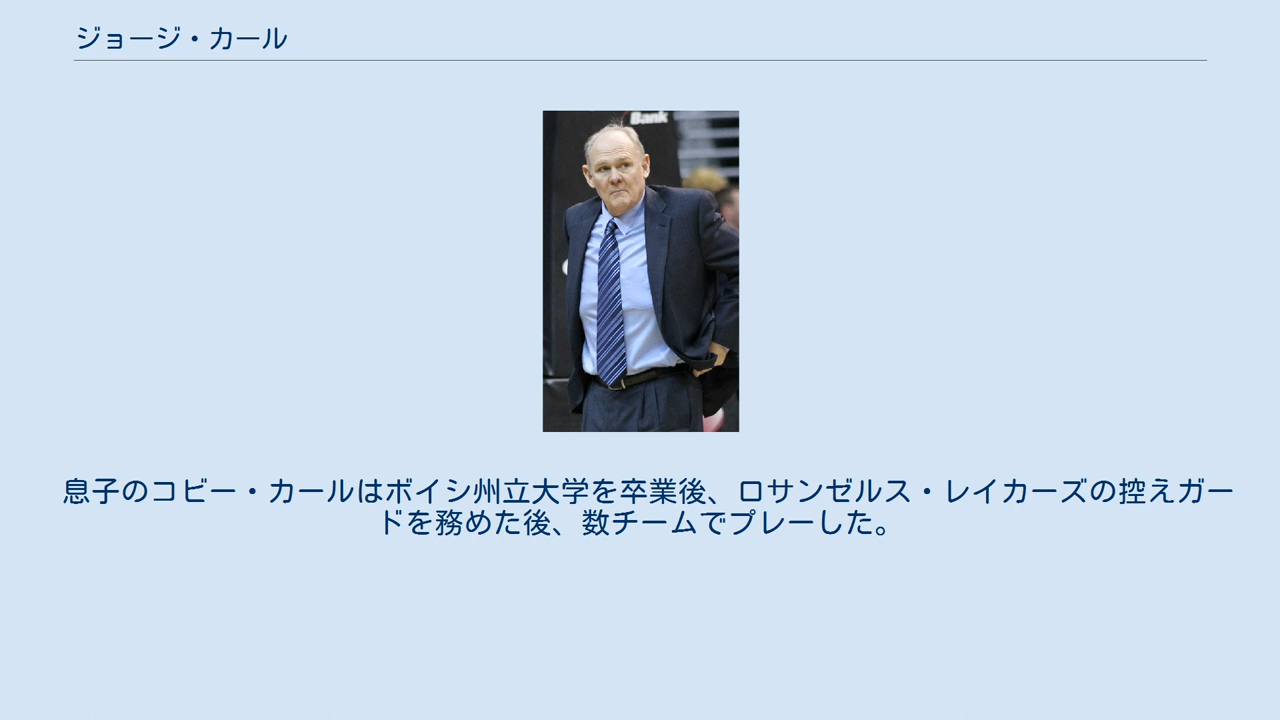 ジョージ・カール
Bank
息子のコビー・カールはボイシ州立大学を卒業後、ロサンゼルス・レイカーズの控えガー
ドを務めた後、数チームでプレーした。